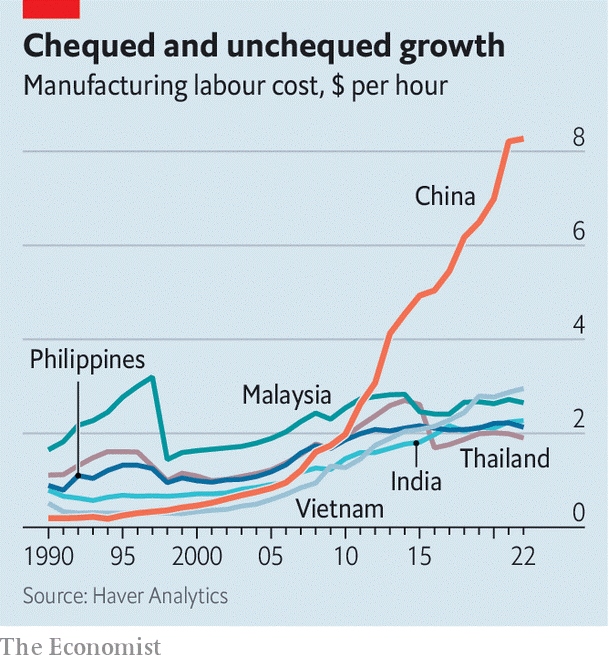 Chequed and unchequed growth
Manufacturing labour cost, $ per hour
8
China
6
4
Philippines
Malaysia
2
Thailand
India
Vietnam
0
1990 95 2000 05 10 15 22
Source: Haver Analytics
The Economist